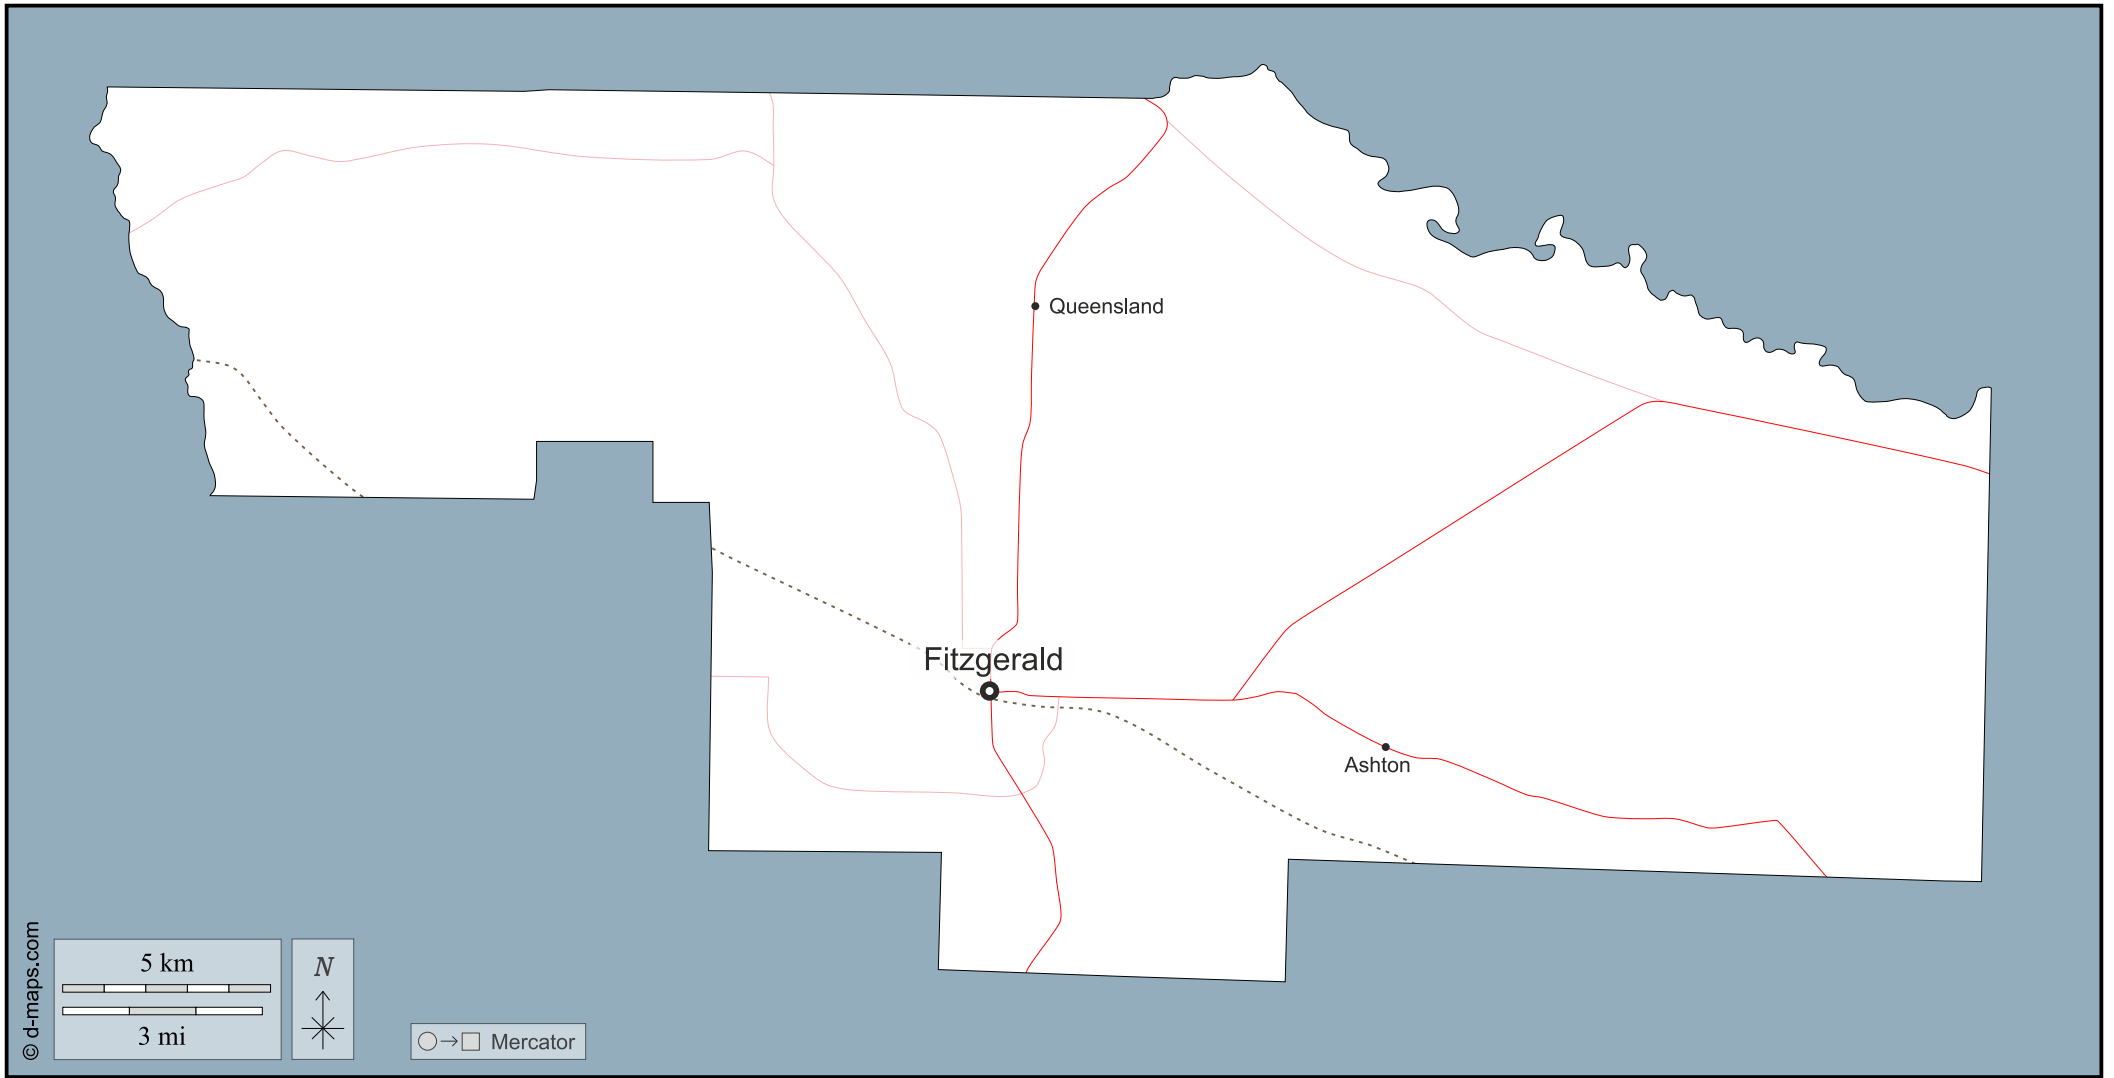 Queensland
Fitzgerald
Ashton
© d-maps.com
5 km
3 mi
N
Mercator